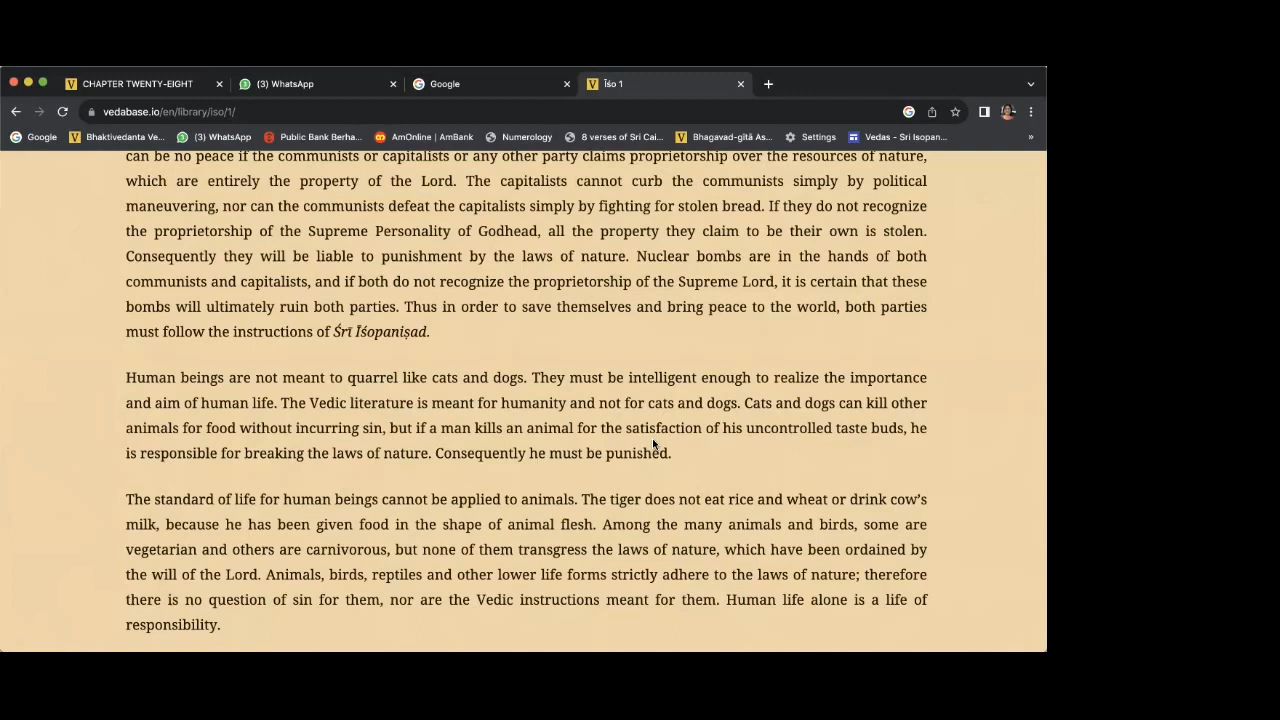 CHAPTER TWENTY-EIGHT
(3) WhatsApp
Google
Īśo 1
vedabase.io/en/library/iso/1/
Google
Bhaktivedanta Ve...
(3) WhatsApp
Public Bank Berha...
AmOnline | AmBank
Numerology
8 verses of Sri Cai...
Bhagavad-gītā As...
Settings
Vedas - Sri Isopan...
»
can be no peace if the communists or capitalists or any other party claims proprietorship over the resources of nature,
which are entirely the property of the Lord. The capitalists cannot curb the communists simply by political
maneuvering, nor can the communists defeat the capitalists simply by fighting for stolen bread. If they do not recognize
the proprietorship of the Supreme Personality of Godhead, all the property they claim to be their own is stolen.
Consequently they will be liable to punishment by the laws of nature. Nuclear bombs are in the hands of both
communists and capitalists, and if both do not recognize the proprietorship of the Supreme Lord, it is certain that these
bombs will ultimately ruin both parties. Thus in order to save themselves and bring peace to the world, both parties
must follow the instructions of Śrī Īśopaniṣad.
Human beings are not meant to quarrel like cats and dogs. They must be intelligent enough to realize the importance
and aim of human life. The Vedic literature is meant for humanity and not for cats and dogs. Cats and dogs can kill other
animals for food without incurring sin, but if a man kills an animal for the satisfaction of his uncontrolled taste buds, he
is responsible for breaking the laws of nature. Consequently he must be punished.
The standard of life for human beings cannot be applied to animals. The tiger does not eat rice and wheat or drink cow's
milk, because he has been given food in the shape of animal flesh. Among the many animals and birds, some are
vegetarian and others are carnivorous, but none of them transgress the laws of nature, which have been ordained by
the will of the Lord. Animals, birds, reptiles and other lower life forms strictly adhere to the laws of nature; therefore
there is no question of sin for them, nor are the Vedic instructions meant for them. Human life alone is a life of
responsibility.